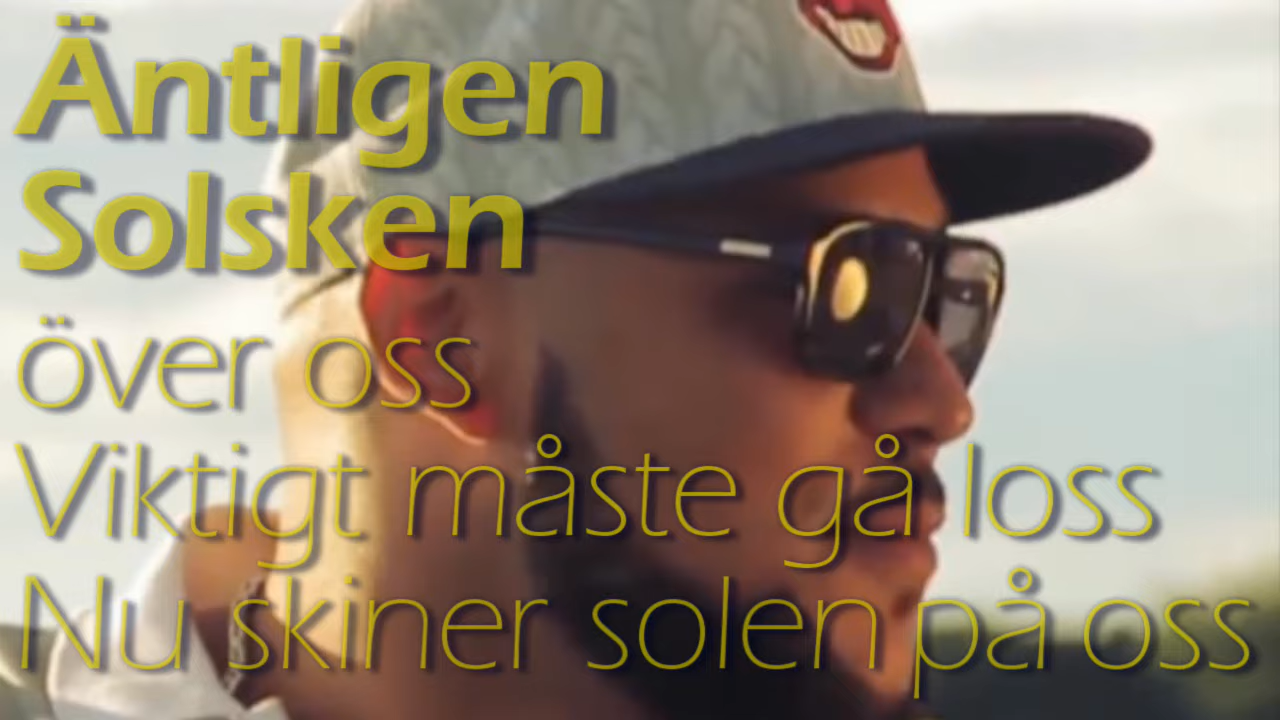 Äntligen
Solsken
över oss
Viktigt måste gå loss
Nu skiner solen på oss